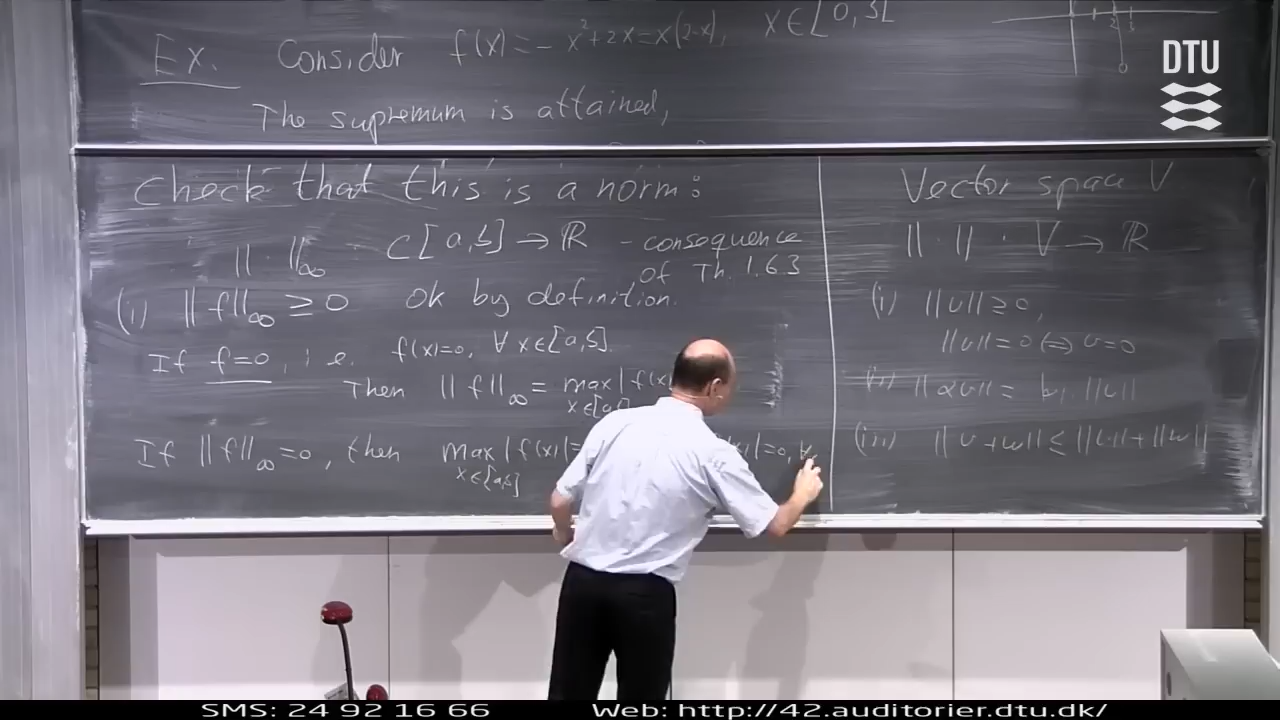 Ex. Consider f(x) = -x²+2x = x(2-x), x∈[0,3[
The supremum is attained,
DTU
Check that this is a norm:
|| ||∞ C[a,b] → ℝ - consequence
of Th. 1.63
(i) ||f||∞ ≥ 0 Ok by definition.
If f=0, i.e. f(x)=0, ∀ x∈[a,b].
Then ||f||∞ = max |f(x)
x∈[a,b]
If ||f||∞ = 0, then max |f(x)|= (x)|=0, ∀
x∈[a,b]
Vector space V
||·|| · V → ℝ
(i) ||v|| ≥ 0,
||v|| = 0 ⇔ v=0
(ii) ||αv|| = ||v||
(iii) ||v+w|| ≤ ||v||+||w||
SMS: 24 92 16 66 Web: http://42.auditorier.dtu.dk/